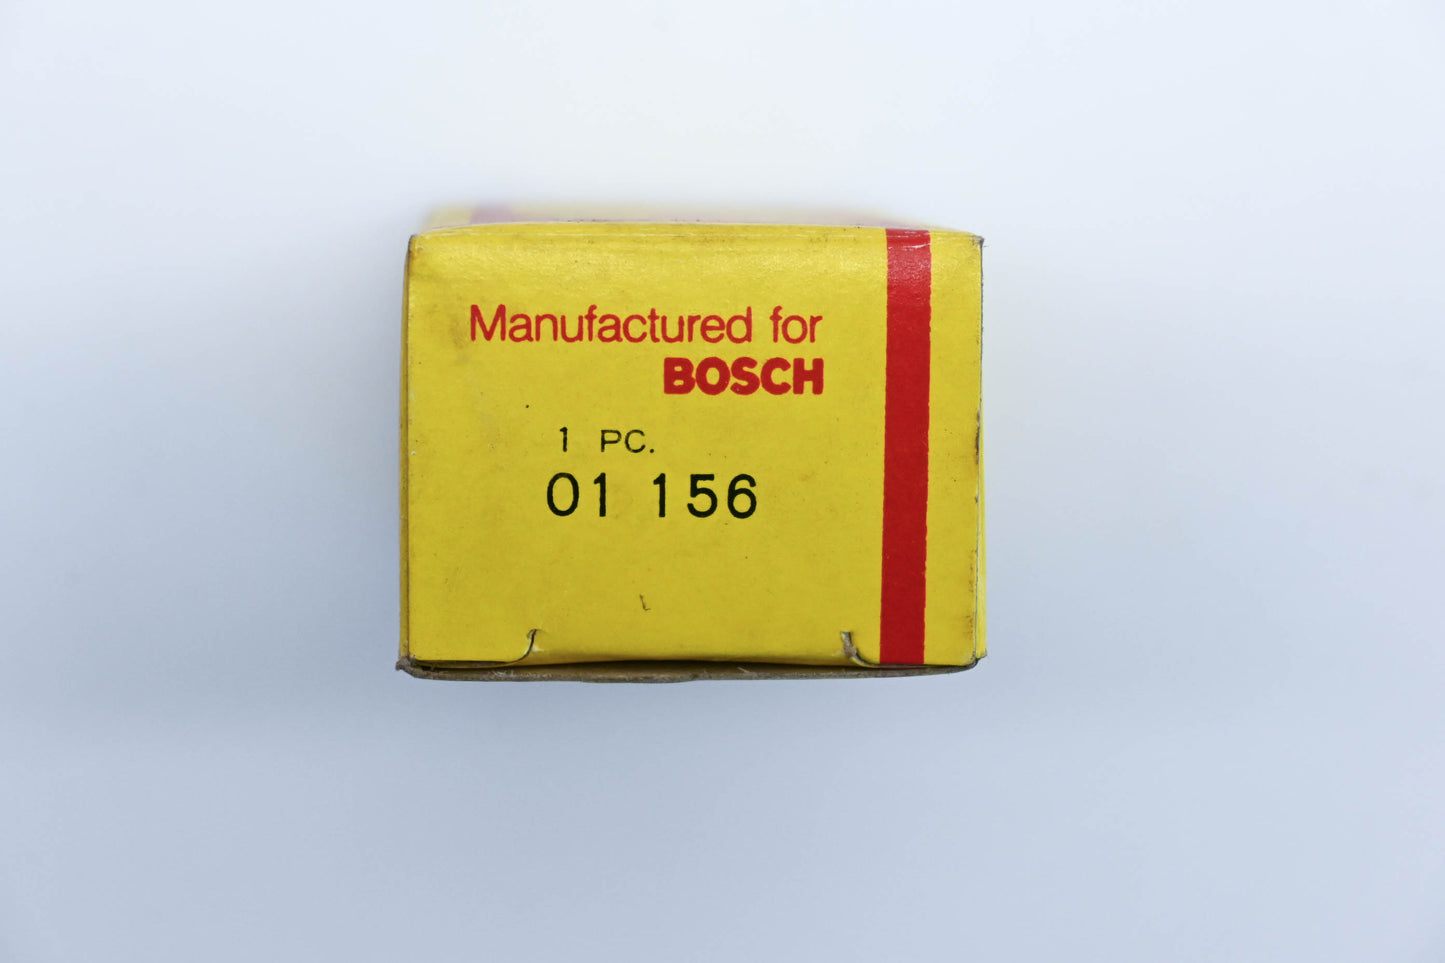 Manufactured for
BOSCH
1 PC.
01 156